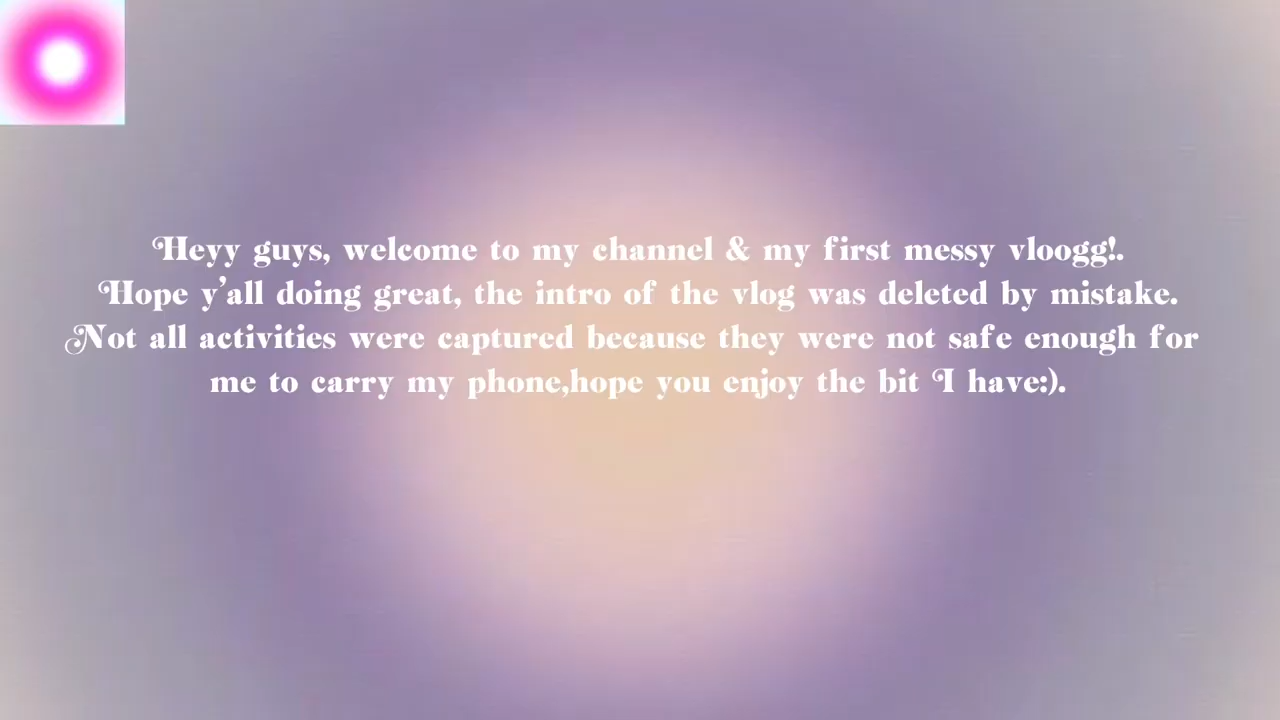 Heyy guys, welcome to my channel & my first messy vloogg!.
Hope y'all doing great, the intro of the vlog was deleted by mistake.
Not all activities were captured because they were not safe enough for
me to carry my phone,hope you enjoy the bit I have:).